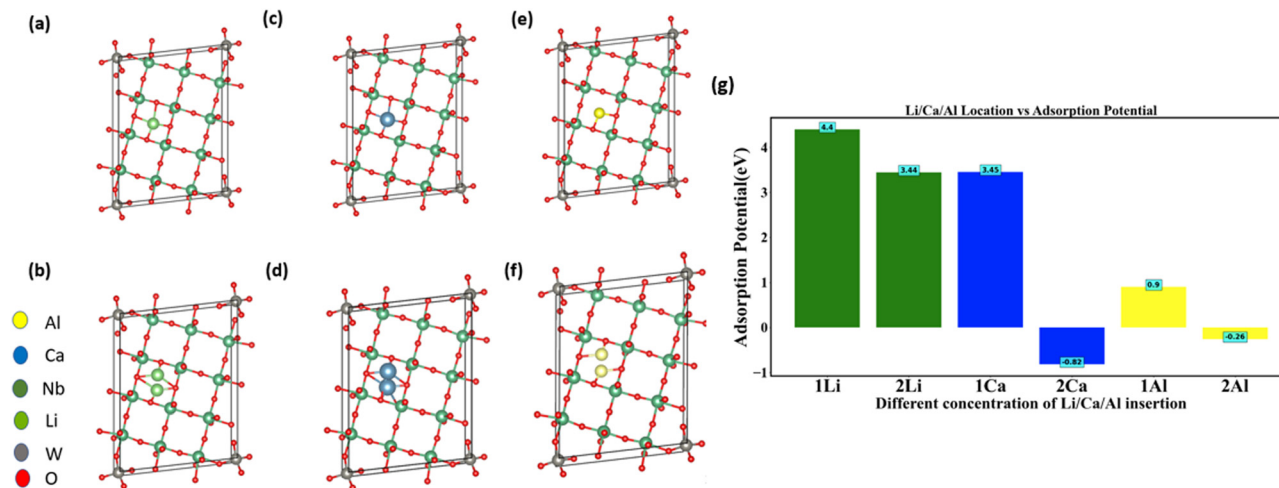 (a)
(c)
(e)
(g)
Li/Ca/Al Location vs Adsorption Potential
Adsorption Potential(eV)
4
3
2
1
0
−1
4.4
3.44
3.45
-0.82
0.9
-0.26
1Li 2Li 1Ca 2Ca 1Al 2Al
Different concentration of Li/Ca/Al insertion
(b)
(d)
(f)
Al
Ca
Nb
Li
W
O